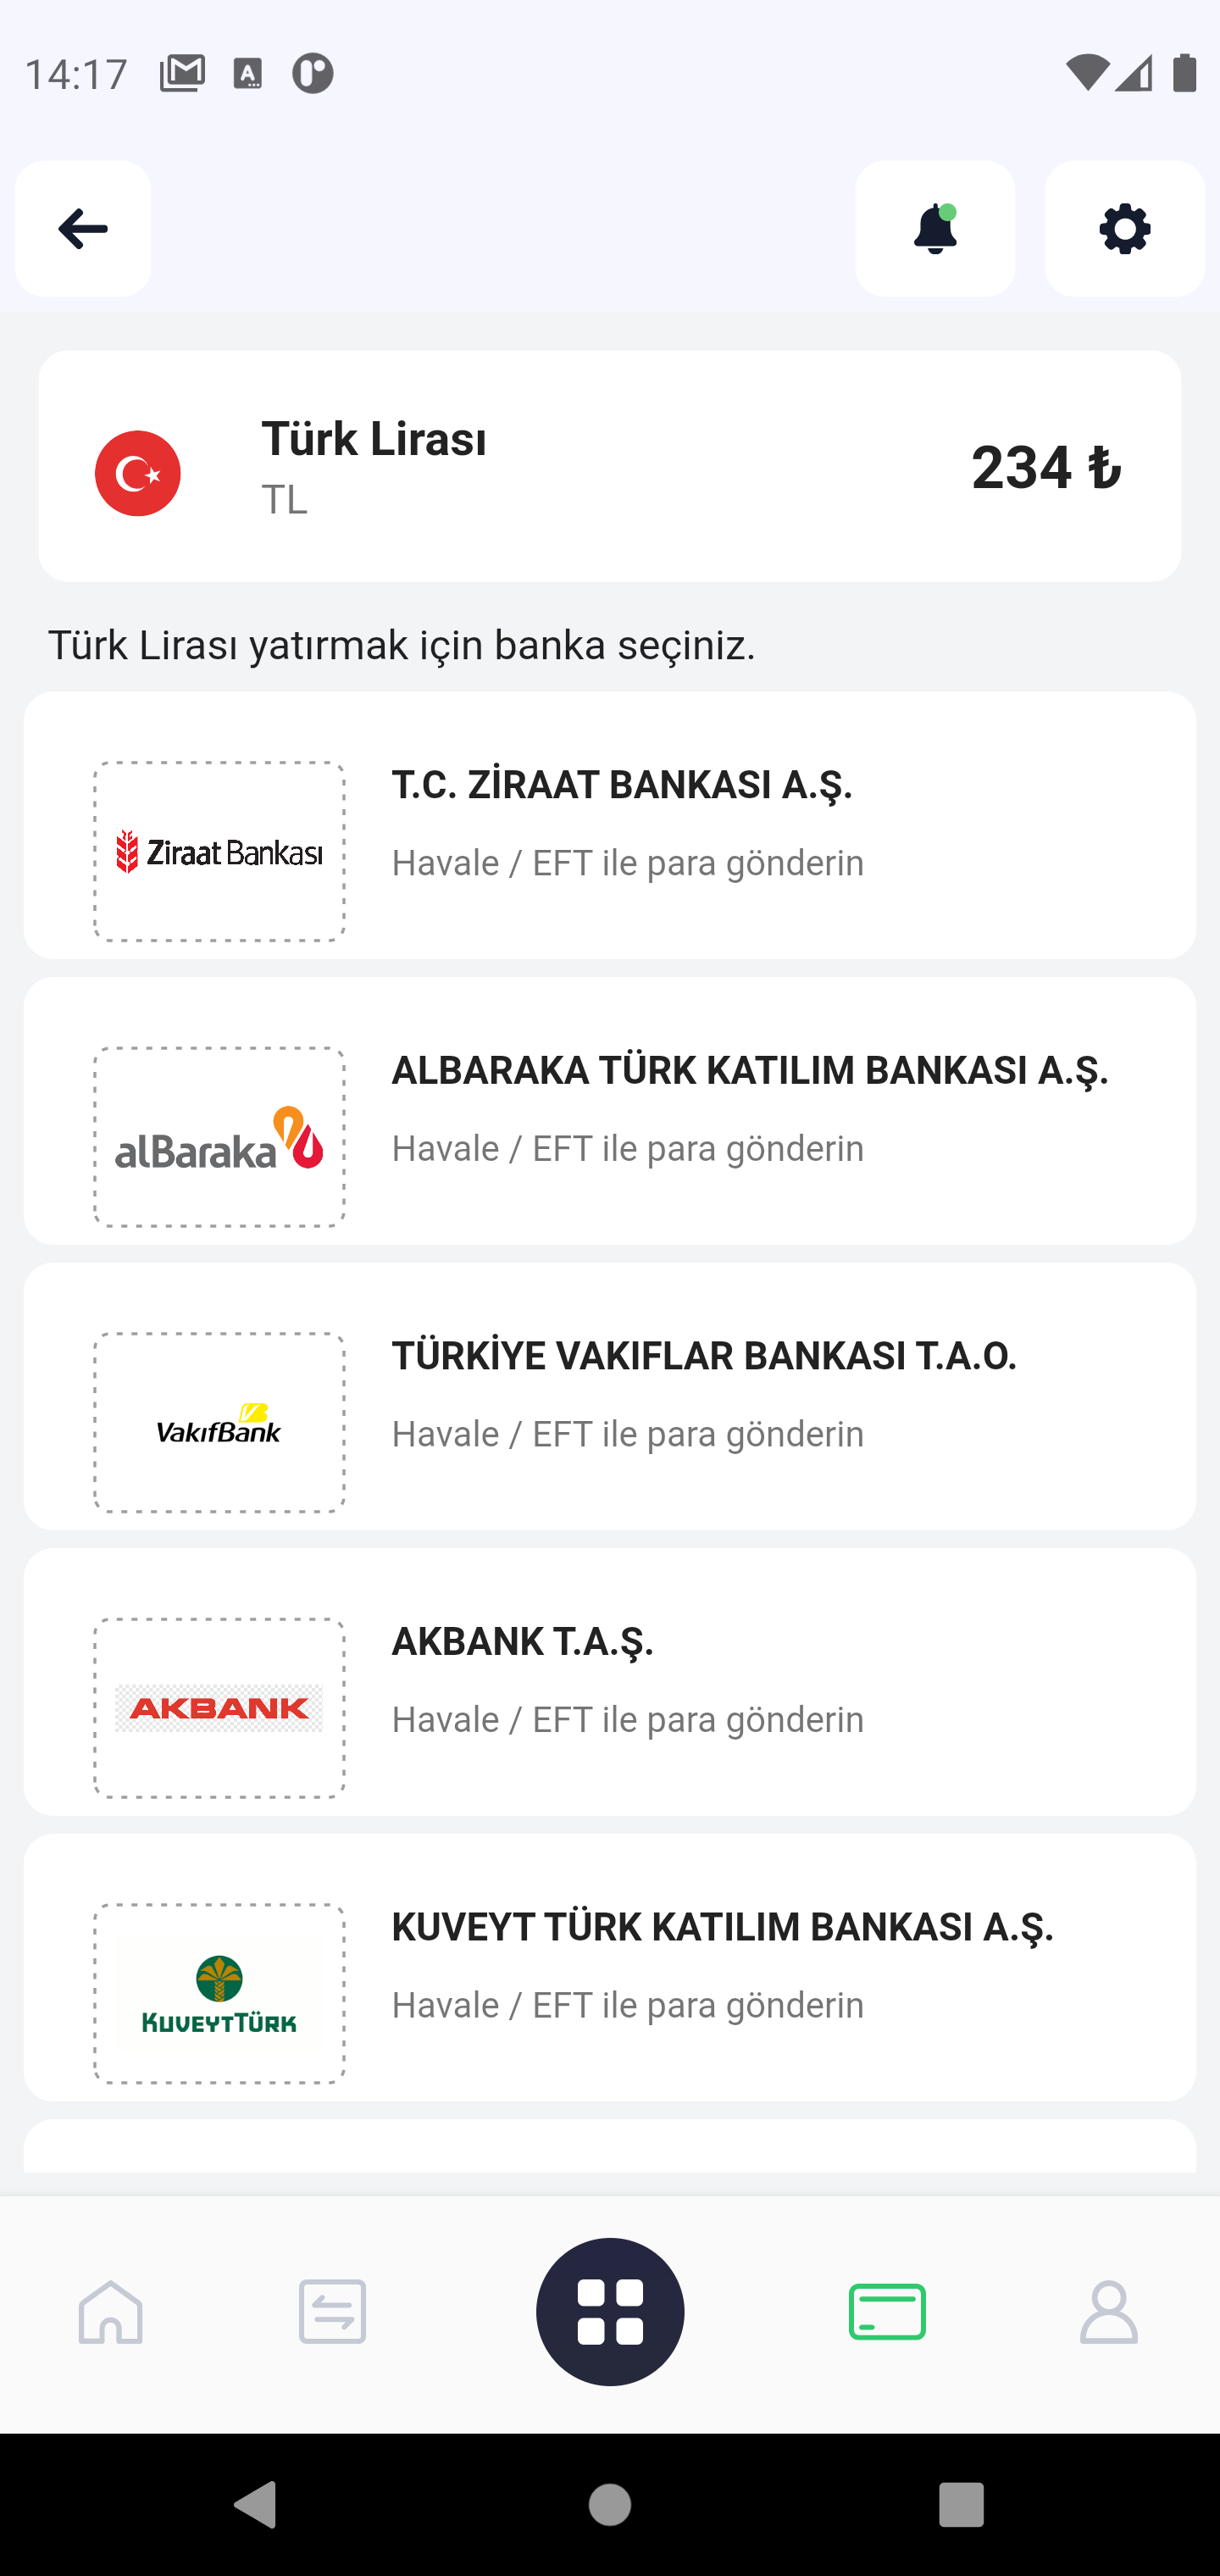 14:17
Türk Lirası
TL
234 ₺
Türk Lirası yatırmak için banka seçiniz.
Ziraat Bankası
T.C. ZİRAAT BANKASI A.Ş.
Havale / EFT ile para gönderin
alBaraka
ALBARAKA TÜRK KATILIM BANKASI A.Ş.
Havale / EFT ile para gönderin
VakıfBank
TÜRKİYE VAKIFLAR BANKASI T.A.O.
Havale / EFT ile para gönderin
AKBANK
AKBANK T.A.Ş.
Havale / EFT ile para gönderin
KUVEYTTÜRK
KUVEYT TÜRK KATILIM BANKASI A.Ş.
Havale / EFT ile para gönderin